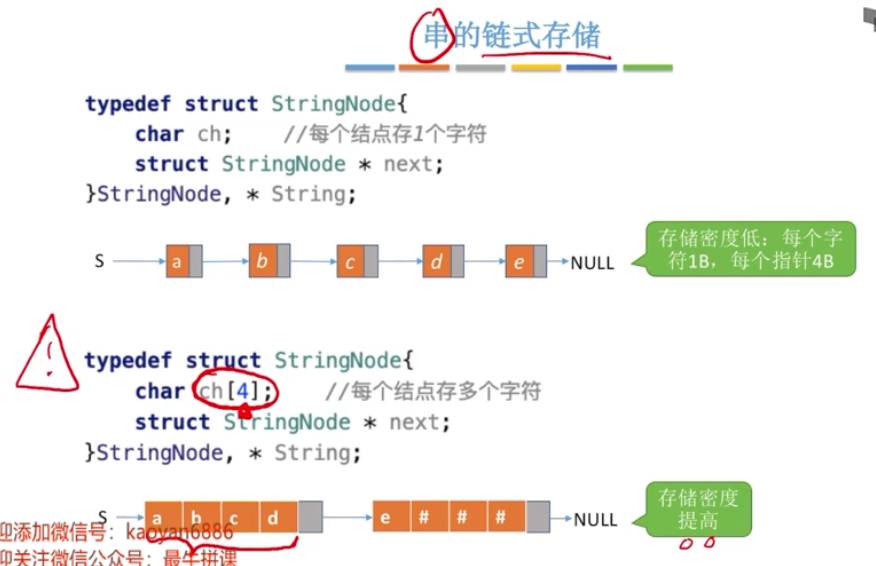 串的链式存储
typedef struct StringNode{
char ch; //每个结点存1个字符
struct StringNode * next;
}StringNode, * String;
S a b c d e NULL
存储密度低：每个字
符1B，每个指针4B
typedef struct StringNode{
char ch[4]; //每个结点存多个字符
struct StringNode * next;
}StringNode, * String;
S a b c d e # # # NULL
存储密度
提高
迎添加微信号：kaoyan6886
迎关注微信公众号：最牛拼课